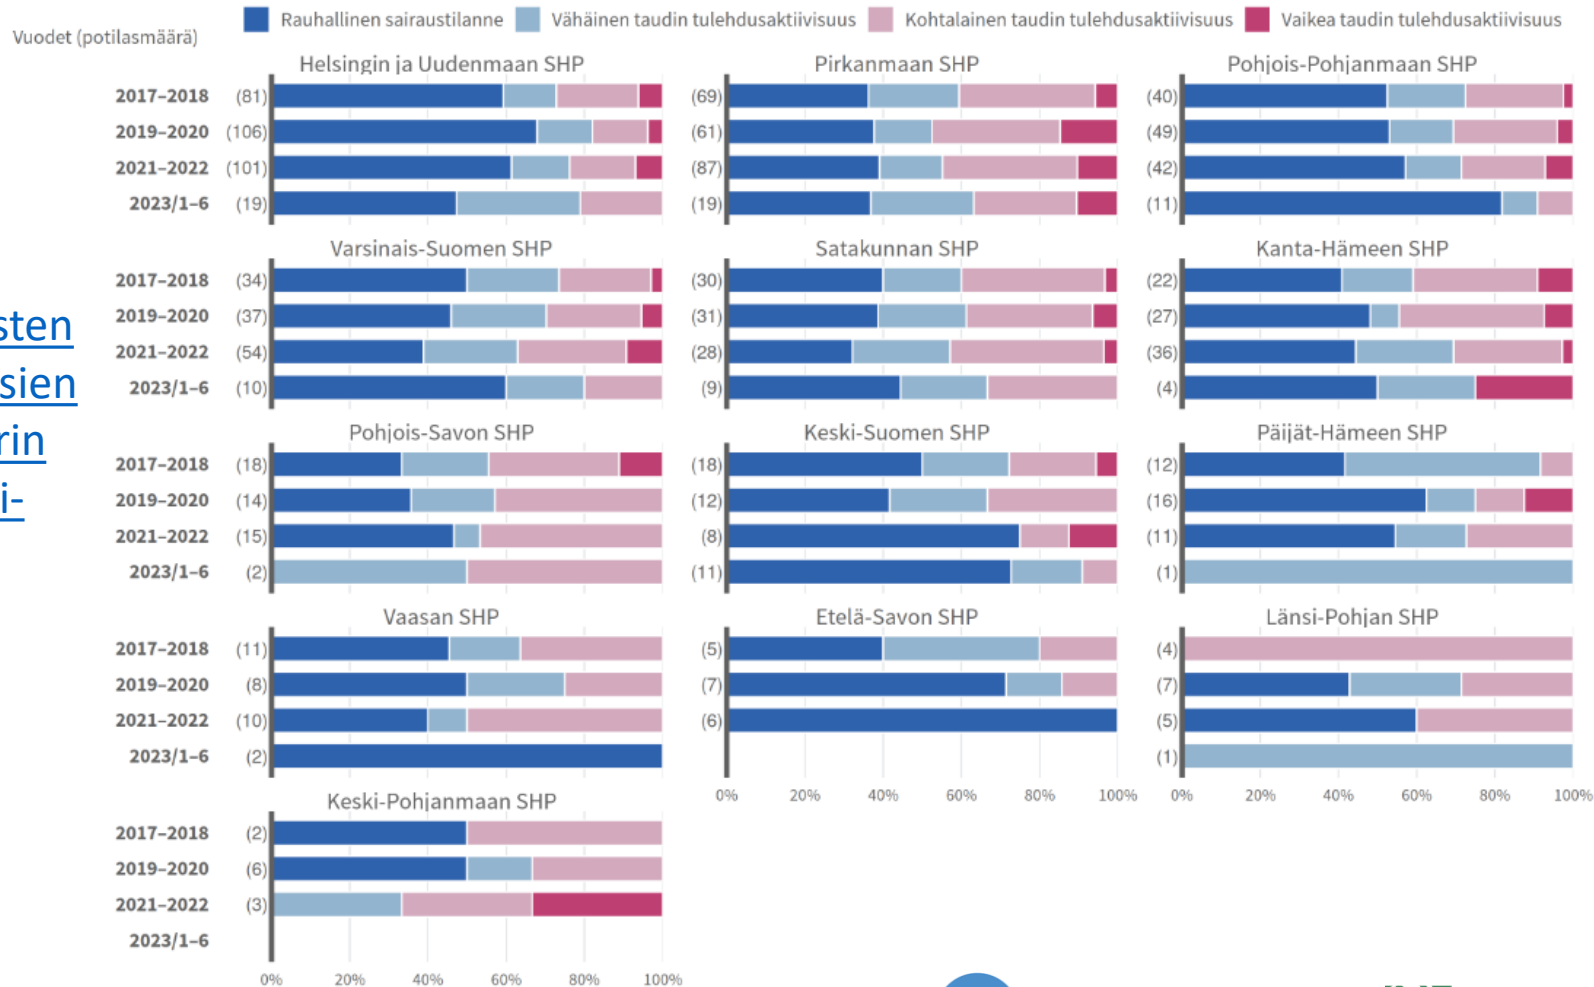 Rauhallinen sairaustilanne Vähäinen taudin tulehdusaktiivisuus Kohtalainen taudin tulehdusaktiivisuus Vaikea taudin tulehdusaktiivisuus
Vuodet (potilasmäärä)
Helsingin ja Uudenmaan SHP Pirkanmaan SHP Pohjois-Pohjanmaan SHP
2017–2018 (81) (69) (40)
2019–2020 (106) (61) (49)
2021–2022 (101) (87) (42)
2023/1–6 (19) (19) (11)
Varsinais-Suomen SHP Satakunnan SHP Kanta-Hämeen SHP
2017–2018 (34) (30) (22)
sten
2019–2020 (37) (31) (27)
2021–2022 (54) (28) (36)
sien
2023/1–6 (10) (9) (4)
rin
Pohjois-Savon SHP Keski-Suomen SHP Päijät-Hämeen SHP
2017–2018 (18) (18) (12)
i-
2019–2020 (14) (12) (16)
2021–2022 (15) (8) (11)
2023/1–6 (2) (11) (1)
Vaasan SHP Etelä-Savon SHP Länsi-Pohjan SHP
2017–2018 (11) (5) (4)
2019–2020 (8) (7) (7)
2021–2022 (10) (6) (5)
2023/1–6 (2) (1)
0% 20% 40% 60% 80% 100% 0% 20% 40% 60% 80% 100%
Keski-Pohjanmaan SHP
2017–2018 (2)
2019–2020 (6)
2021–2022 (3)
2023/1–6
0% 20% 40% 60% 80% 100%